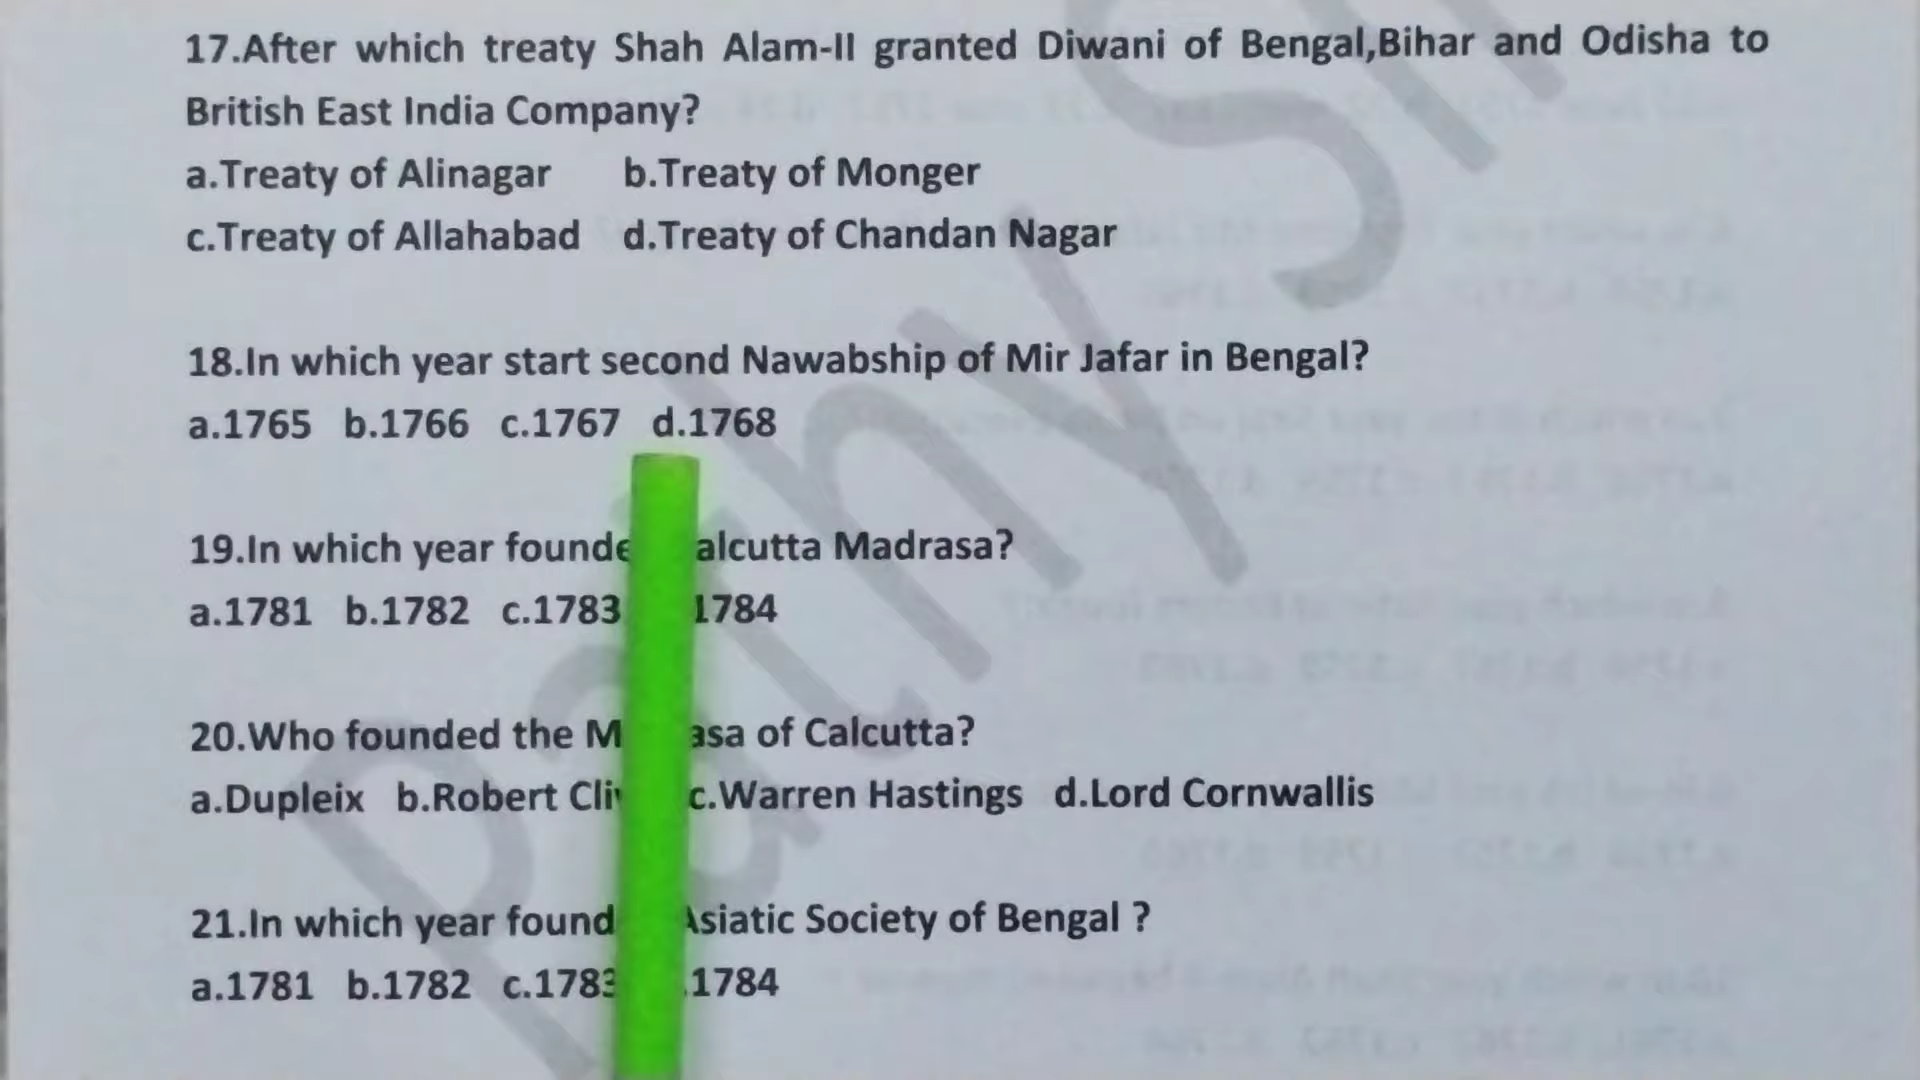 17.After which treaty Shah Alam-II granted Diwani of Bengal,Bihar and Odisha to
British East India Company?
a.Treaty of Alinagar b.Treaty of Monger
c.Treaty of Allahabad d.Treaty of Chandan Nagar
18.In which year start second Nawabship of Mir Jafar in Bengal?
a.1765 b.1766 c.1767 d.1768
19.In which year founde alcutta Madrasa?
a.1781 b.1782 c.1783 1784
20.Who founded the M asa of Calcutta?
a.Dupleix b.Robert Cli c.Warren Hastings d.Lord Cornwallis
21.In which year found Asiatic Society of Bengal ?
a.1781 b.1782 c.1783 .1784
Pathy